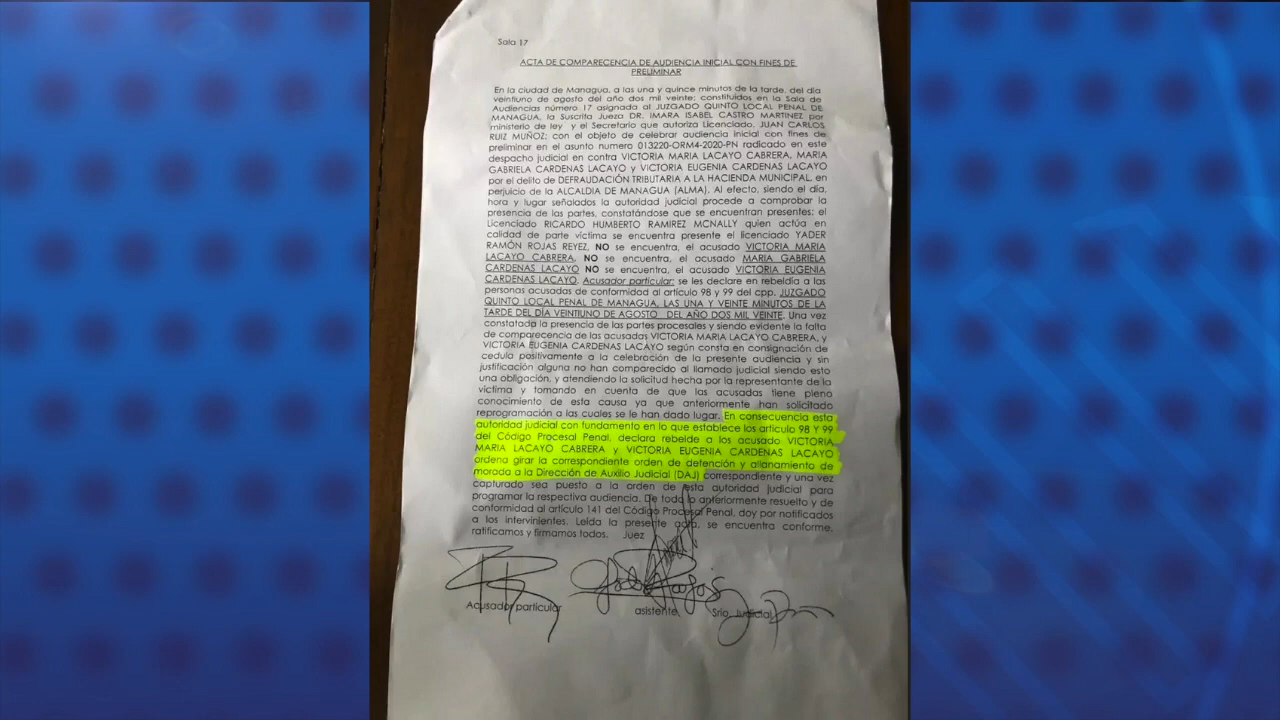 Sala 17
ACTA DE COMPARECENCIA DE AUDIENCIA INICIAL CON FINES DE
PRELIMINAR
En la ciudad de Managua, a las una y quince minutos de la tarde, del día
veintiuno de agosto del año dos mil veinte; constituidos en la Sala de
Audiencias número 17 asignada al JUZGADO QUINTO LOCAL PENAL DE
MANAGUA, la Suscrita Jueza DR. IMARA ISABEL CASTRO MARTINEZ por
ministerio de ley y el Secretario que autoriza Licenciado, JUAN CARLOS
RUIZ MUÑOZ; con el objeto de celebrar audiencia inicial con fines de
preliminar en el asunto numero 013220-ORM4-2020-PN radicado en este
despacho judicial en contra VICTORIA MARIA LACAYO CABRERA, MARIA
GABRIELA CARDENAS LACAYO y VICTORIA EUGENIA CARDENAS LACAYO
por el delito de DEFRAUDACIÓN TRIBUTARIA A LA HACIENDA MUNICIPAL, en
perjuicio de la ALCALDIA DE MANAGUA (ALMA). Al efecto, siendo el día,
hora y lugar señalados la autoridad judicial procede a comprobar la
presencia de las partes, constatándose que se encuentran presentes: el
Licenciado RICARDO HUMBERTO RAMIREZ MCNALLY quien actúa en
calidad de parte víctima se encuentra presente el licenciado YADER
RAMÓN ROJAS REYEZ, NO se encuentra, el acusado VICTORIA MARIA
LACAYO CABRERA, NO se encuentra, el acusado MARIA GABRIELA
CARDENAS LACAYO NO se encuentra, el acusado VICTORIA EUGENIA
CARDENAS LACAYO. Acusador particular: se les declare en rebeldía a las
personas acusadas de conformidad al artículo 98 y 99 del cpp. JUZGADO
QUINTO LOCAL PENAL DE MANAGUA, LAS UNA Y VEINTE MINUTOS DE LA
TARDE DEL DÍA VEINTIUNO DE AGOSTO DEL AÑO DOS MIL VEINTE. Una vez
constatada la presencia de las partes procesales y siendo evidente la falta
de comparecencia de las acusadas VICTORIA MARIA LACAYO CABRERA, y
VICTORIA EUGENIA CARDENAS LACAYO según consta en consignación de
cedula positivamente a la celebración de la presente audiencia y sin
justificación alguna no han comparecido al llamado judicial siendo esto
una obligación, y atendiendo la solicitud hecha por la representante de la
víctima y tomando en cuenta de que las acusadas tiene pleno
conocimiento de esta causa ya que anteriormente han solicitado
reprogramación a las cuales se le han dado lugar. En consecuencia esta
autoridad judicial con fundamento en lo que establece los artículo 98 Y 99
del Código Procesal Penal, declara rebelde a los acusado VICTORIA
MARIA LACAYO CABRERA y VICTORIA EUGENIA CARDENAS LACAYO
ordena girar la correspondiente orden de detención y allanamiento de
morada a la Dirección de Auxilio Judicial (DAJ) correspondiente y una vez
capturado sea puesto a la orden de esta autoridad judicial para
programar la respectiva audiencia. De todo lo anteriormente resuelto y de
conformidad al artículo 141 del Código Procesal Penal, doy por notificados
a los intervinientes. Leída la presente acta, se encuentra conforme,
ratificamos y firmamos todos. Juez
Acusador particular asistente Sria. Judicial